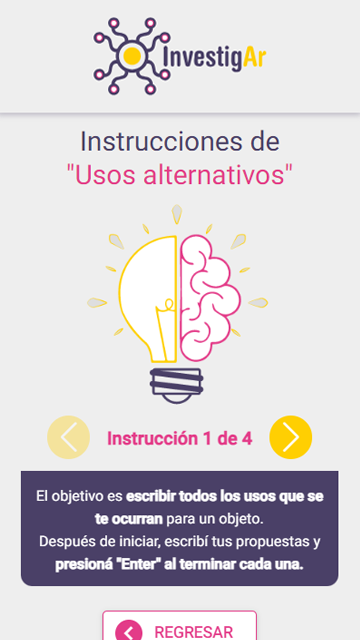 InvestigAr
Instrucciones de
"Usos alternativos"
Instrucción 1 de 4
El objetivo es escribir todos los usos que se
te ocurran para un objeto.
Después de iniciar, escribí tus propuestas y
presioná "Enter" al terminar cada una.
REGRESAR